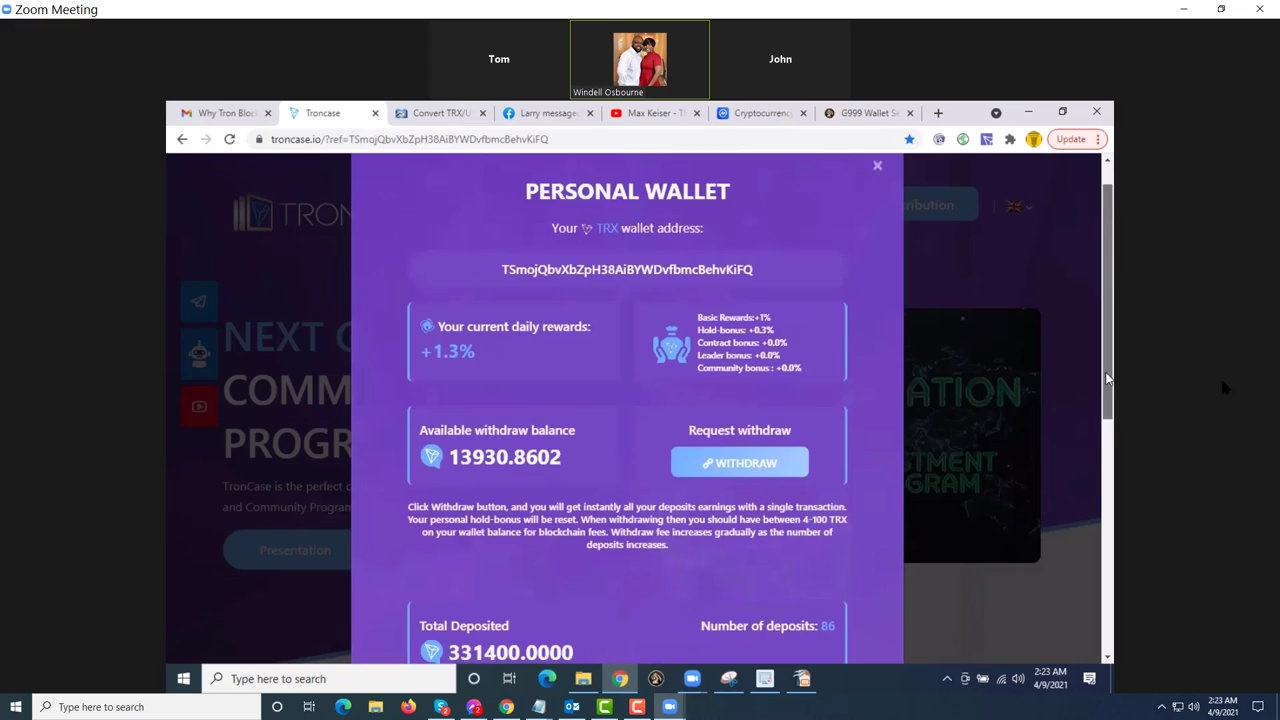 Zoom Meeting
Tom
Windell Osbourne
John
Why Tron Block
Troncase
Convert TRX/U
Larry message
Max Keiser - Th
Cryptocurrency
G999 Wallet Se
troncase.io/?ref=TSmojQbvXbZpH38AiBYWDvfbmcBehvKiFQ
Update
TRON
ribution
PERSONAL WALLET
Your TRX wallet address:
TSmojQbvXbZpH38AiBYWDvfbmcBehvKiFQ
Your current daily rewards:
+1.3%
Basic Rewards:+1%
Hold-bonus: +0.3%
Contract bonus: +0.0%
Leader bonus: +0.0%
Community bonus : +0.0%
NEXT
COMM
PROGR
TronCase is the perfect
and Community Progra
Presentation
ATION
STMENT
GRAM
Available withdraw balance
13930.8602
Request withdraw
WITHDRAW
Click Withdraw button, and you will get instantly all your deposits earnings with a single transaction.
Your personal hold-bonus will be reset. When withdrawing then you should have between 4-100 TRX
on your wallet balance for blockchain fees. Withdraw fee increases gradually as the number of
deposits increases.
Total Deposited
331400.0000
Number of deposits: 86
Type here to search
2:23 AM
4/9/2021
Type here to search
2:23 AM
4/9/2021